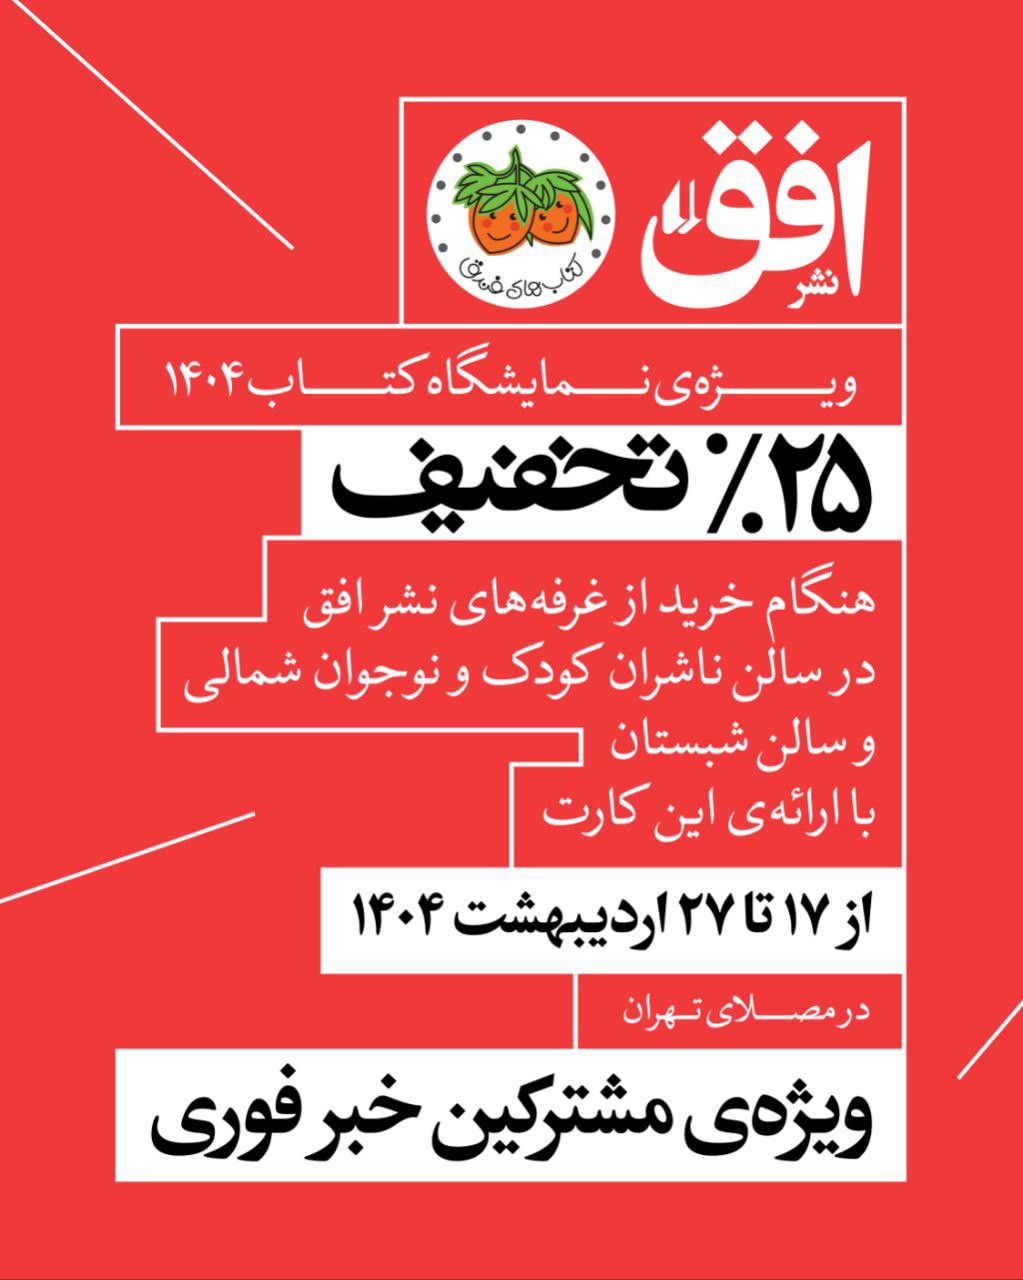 نشر افق
کتاب‌های فندق
ویژه‌ی نمایشگاه کتاب ۱۴۰۴
۲۵٪ تخفیف
هنگام خرید از غرفه‌های نشر افق
در سالن ناشران کودک و نوجوان شمالی
و سالن شبستان
با ارائه‌ی این کارت
از ۱۷ تا ۲۷ اردیبهشت ۱۴۰۴
در مصلای تهران
ویژه‌ی مشترکین خبر فوری